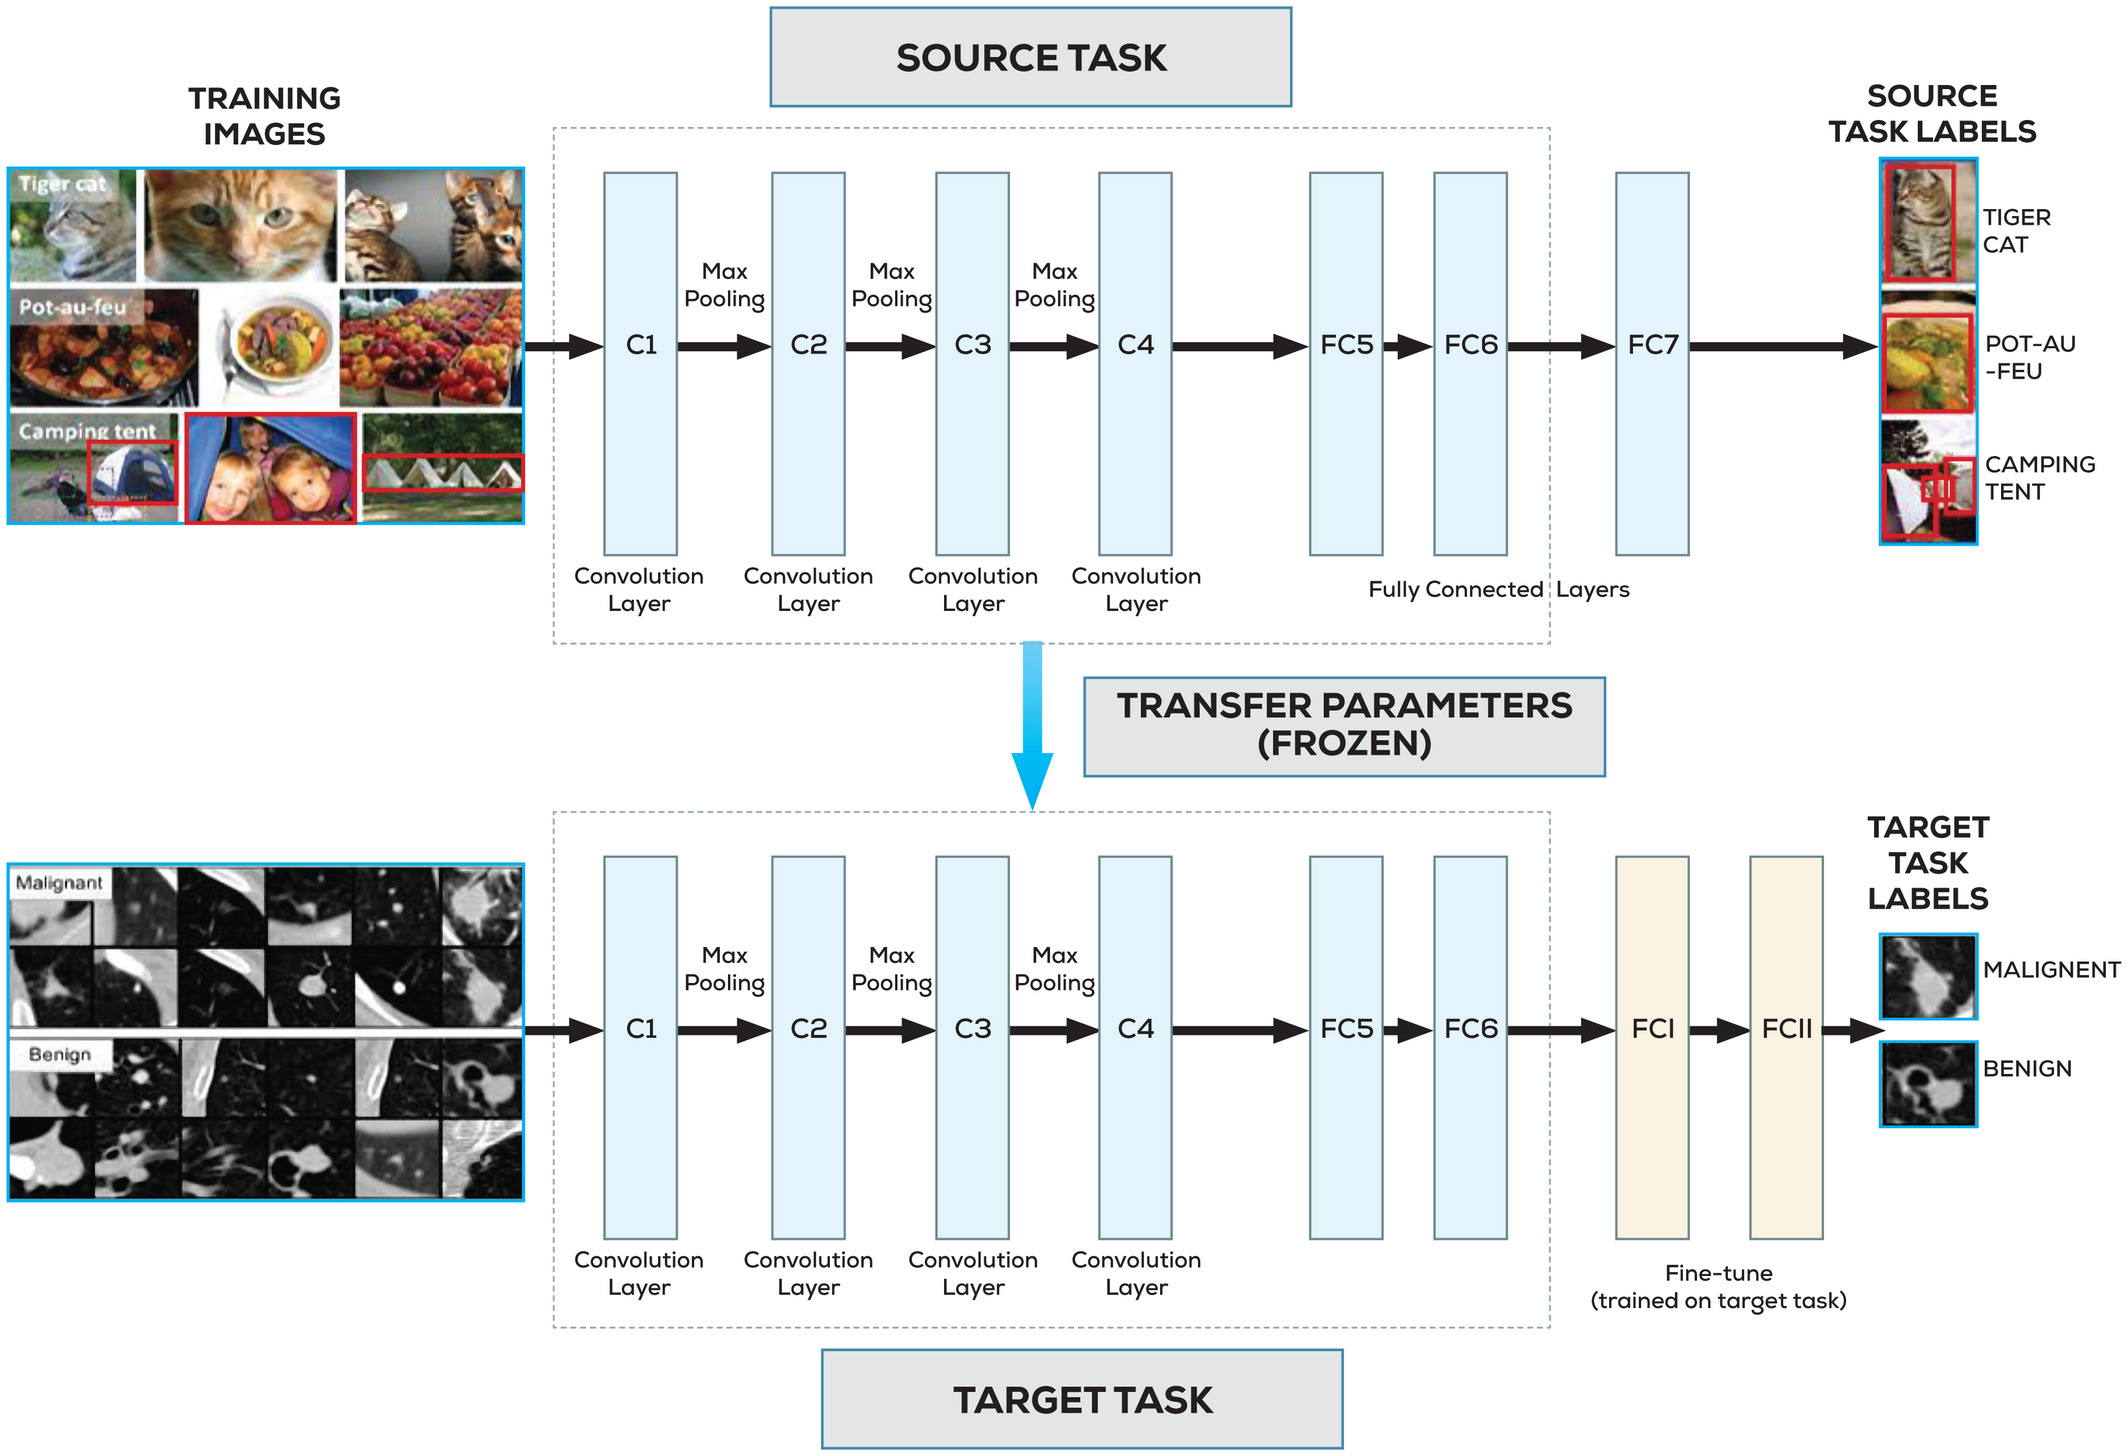 SOURCE TASK
TRAINING
IMAGES
SOURCE
TASK LABELS
Tiger cat
Pot-au-feu
Camping tent
Max
Pooling
Max
Pooling
Max
Pooling
C1
C2
C3
C4
FC5
FC6
FC7
TIGER
CAT
POT-AU
-FEU
CAMPING
TENT
Convolution
Layer
Convolution
Layer
Convolution
Layer
Convolution
Layer
Fully Connected Layers
TRANSFER PARAMETERS
(FROZEN)
TARGET
TASK
LABELS
Malignant
Benign
Max
Pooling
Max
Pooling
Max
Pooling
C1
C2
C3
C4
FC5
FC6
FCI
FCII
MALIGNENT
BENIGN
Convolution
Layer
Convolution
Layer
Convolution
Layer
Convolution
Layer
Fine-tune
(trained on target task)
TARGET TASK